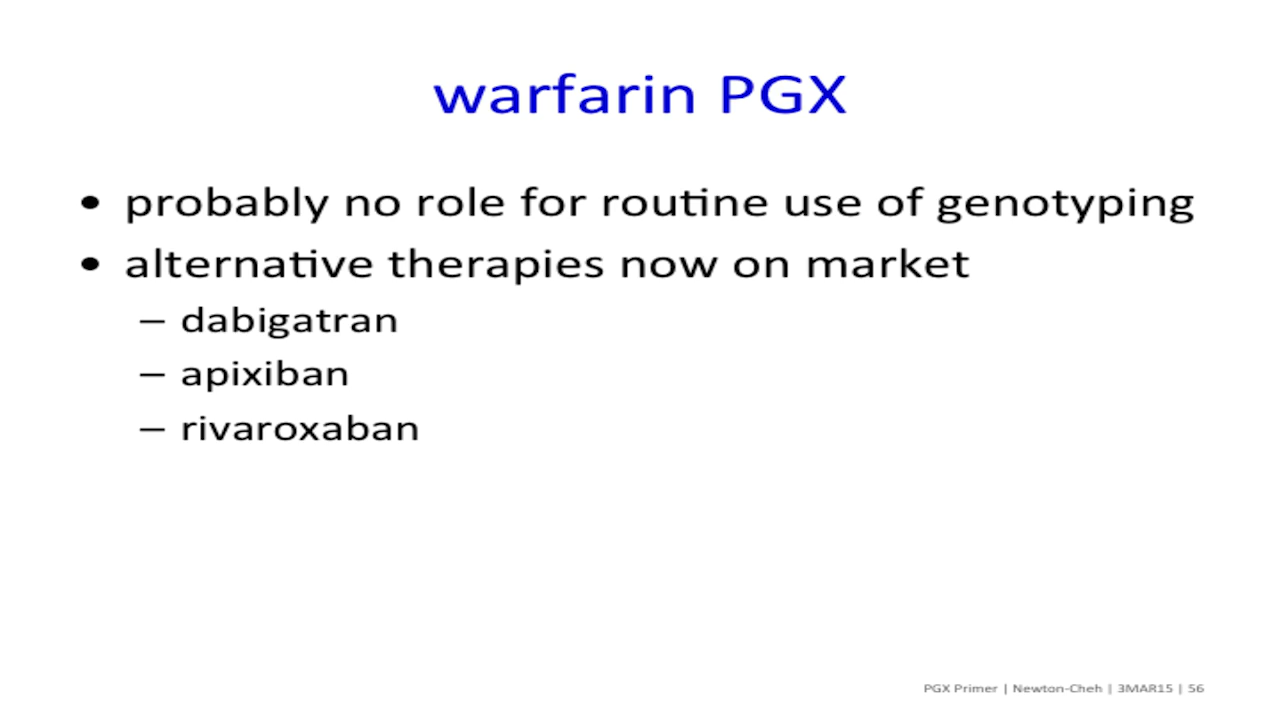 warfarin PGX
• probably no role for routine use of genotyping
• alternative therapies now on market
– dabigatran
– apixiban
– rivaroxaban
PGX Primer | Newton-Cheh | 3MAR15 | 56